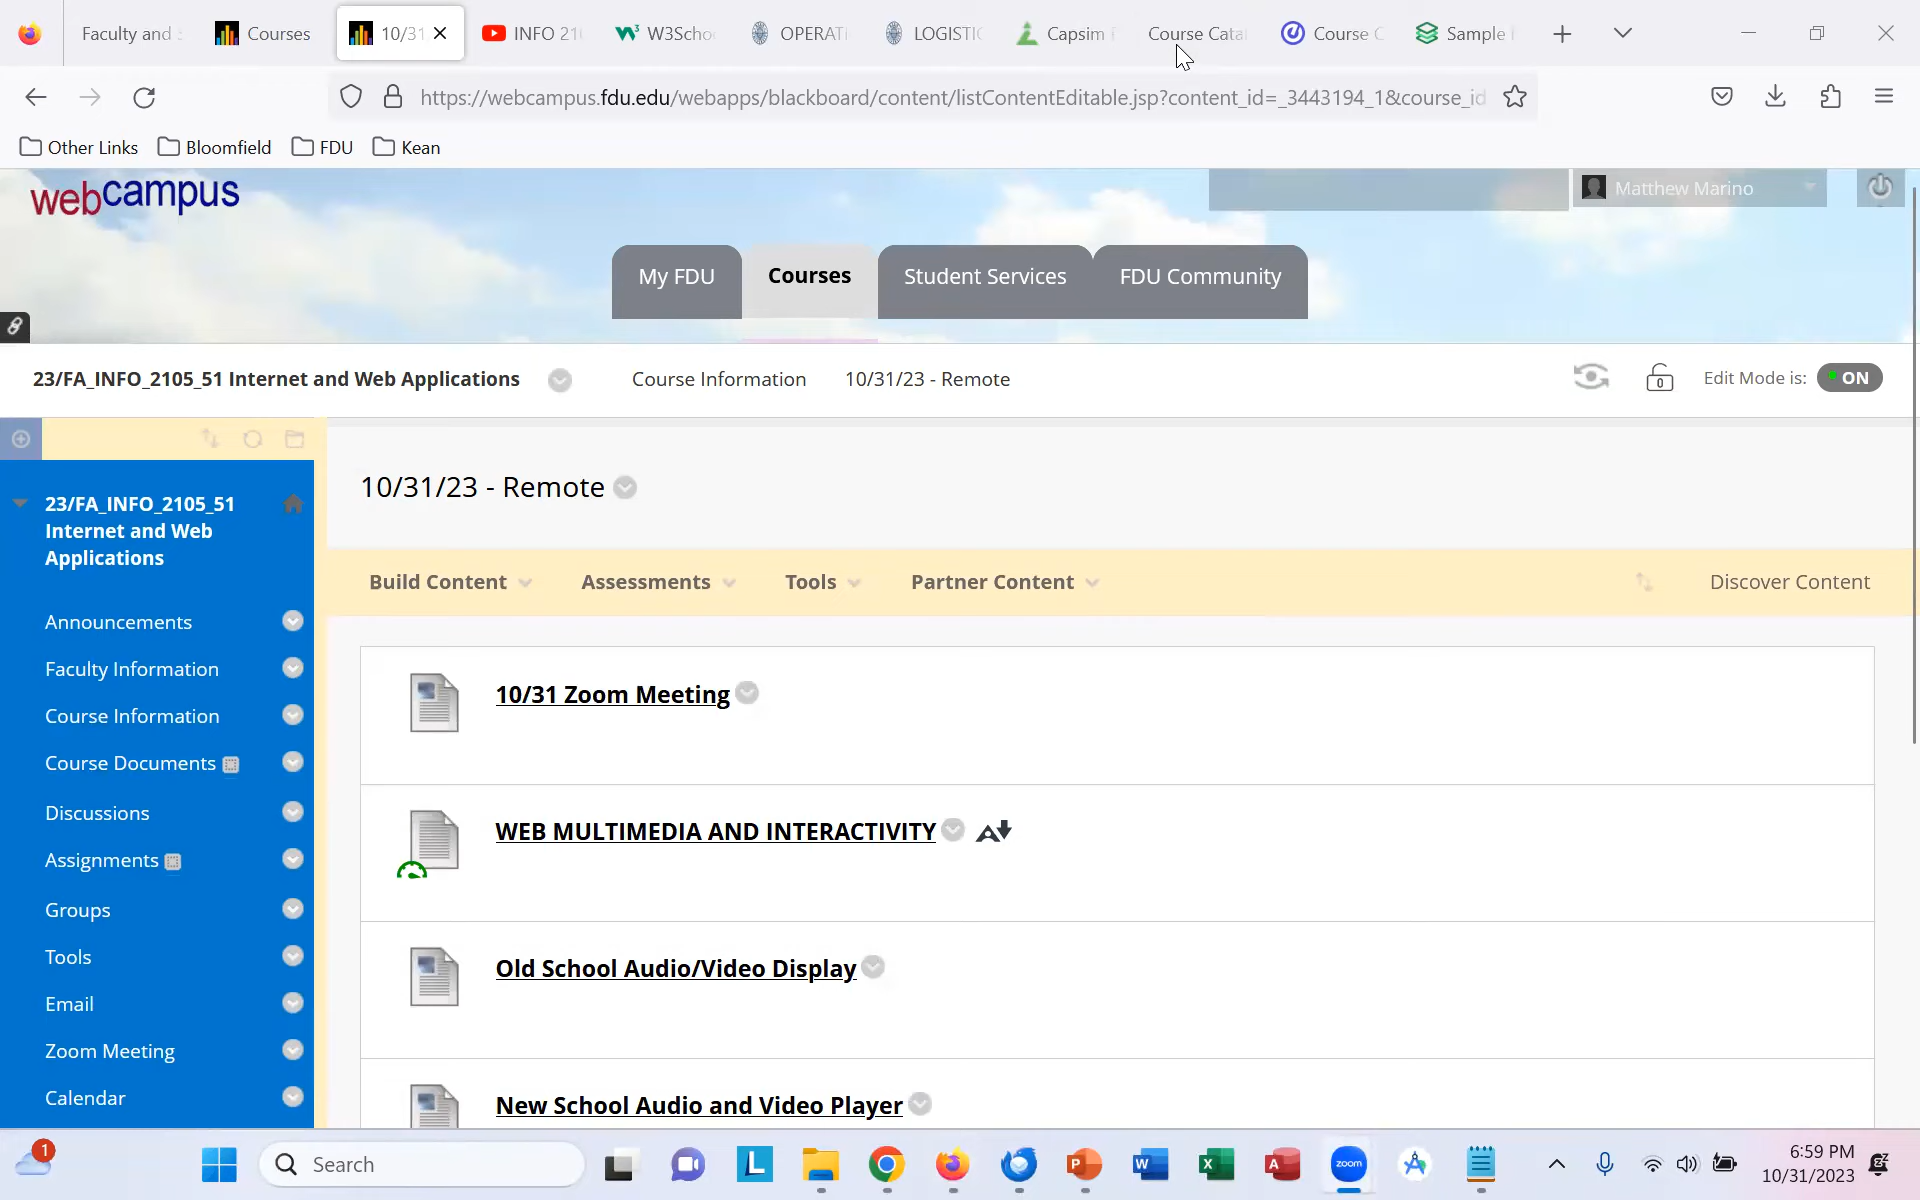 Faculty and
Courses
10/31
INFO 21
W3Scho
OPERATI
LOGISTIC
Capsim
Course Cata
Course C
Sample
https://webcampus.fdu.edu/webapps/blackboard/content/listContentEditable.jsp?content_id=_3443194_1&course_id
Other Links
Bloomfield
FDU
Kean
webcampus
Matthew Marino
My FDU
Courses
Student Services
FDU Community
23/FA_INFO_2105_51 Internet and Web Applications
Course Information
10/31/23 - Remote
Edit Mode is:
ON
23/FA_INFO_2105_51
Internet and Web
Applications
Announcements
Faculty Information
Course Information
Course Documents
Discussions
Assignments
Groups
Tools
Email
Zoom Meeting
Calendar
10/31/23 - Remote
Build Content
Assessments
Tools
Partner Content
Discover Content
10/31 Zoom Meeting
WEB MULTIMEDIA AND INTERACTIVITY
Old School Audio/Video Display
New School Audio and Video Player
1
Search
L
P
W
X
A
zoom
6:59 PM
10/31/2023